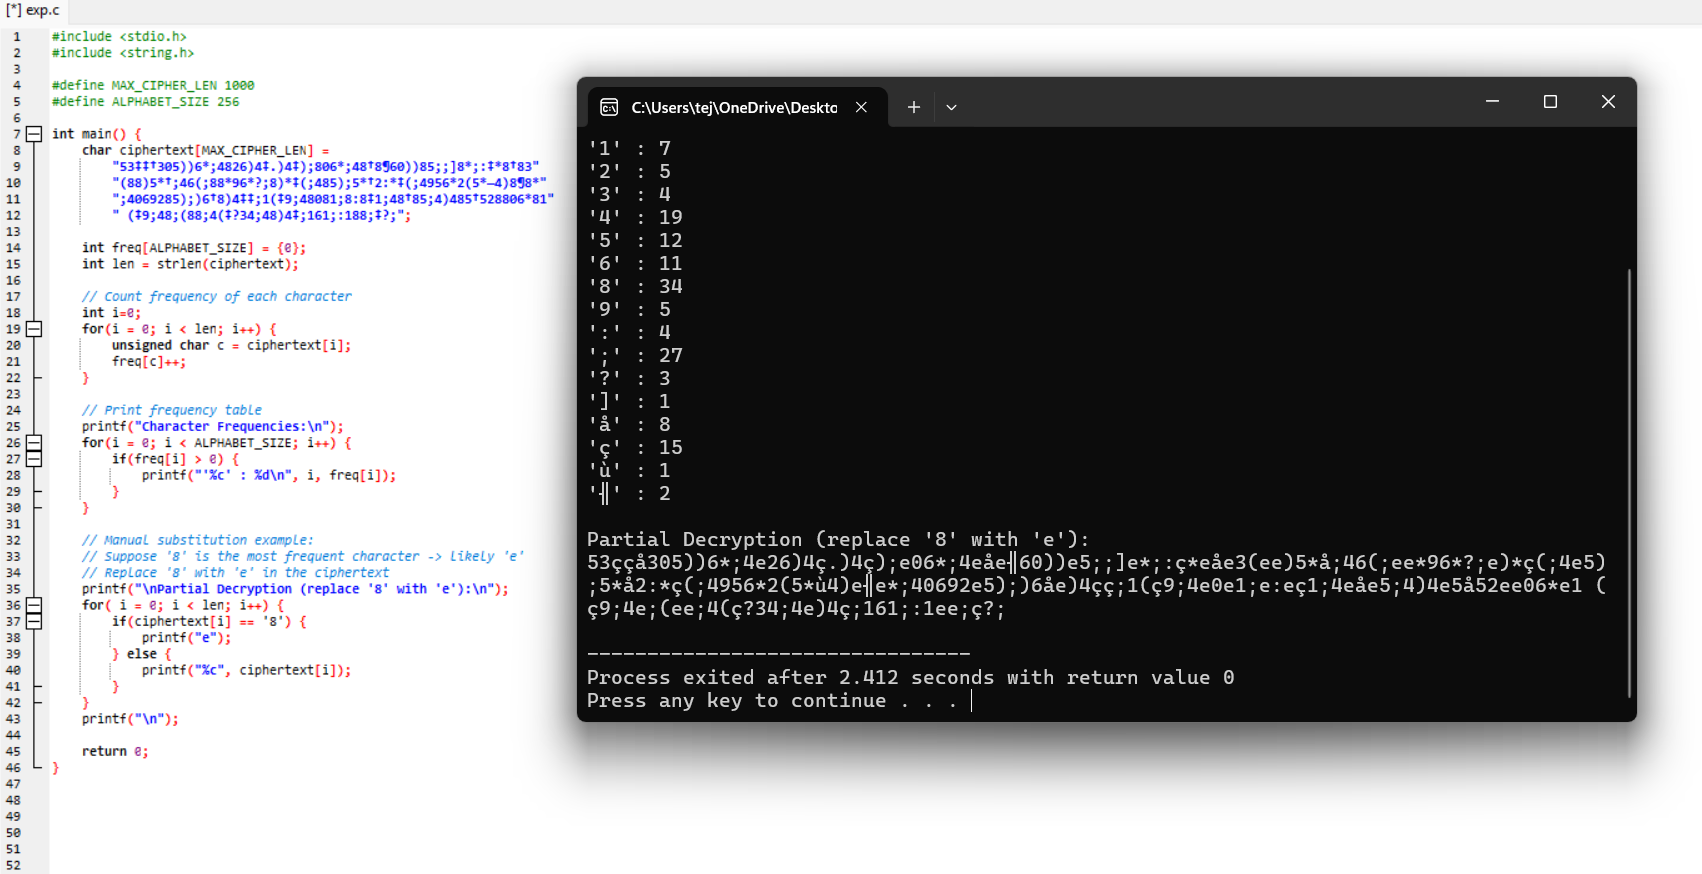 [*] exp.c
1 #include <stdio.h>
2 #include <string.h>
3
4 #define MAX_CIPHER_LEN 1000
5 #define ALPHABET_SIZE 256
6
7 int main() {
8 char ciphertext[MAX_CIPHER_LEN] =
9 "53‡‡†305))6*;4826)4‡.)4‡);806*;48†8¶60))85;;]8*;:‡*8†83"
10 "(88)5*†;46(;88*96*?;8)*‡(;485);5*†2:*‡(;4956*2(5*—4)8¶8*"
11 ";4069285);)6†8)4‡‡;1(‡9;48081;8:8‡1;48†85;4)485†528806*81"
12 " (‡9;48;(88;4(‡?34;48)4‡;161;:188;‡?;";
13
14 int freq[ALPHABET_SIZE] = {0};
15 int len = strlen(ciphertext);
16
17 // Count frequency of each character
18 int i=0;
19 for(i = 0; i < len; i++) {
20 unsigned char c = ciphertext[i];
21 freq[c]++;
22 }
23
24 // Print frequency table
25 printf("Character Frequencies:\n");
26 for(i = 0; i < ALPHABET_SIZE; i++) {
27 if(freq[i] > 0) {
28 printf("'%c' : %d\n", i, freq[i]);
29 }
30 }
31
32 // Manual substitution example:
33 // Suppose '8' is the most frequent character -> likely 'e'
34 // Replace '8' with 'e' in the ciphertext
35 printf("\nPartial Decryption (replace '8' with 'e'):\n");
36 for( i = 0; i < len; i++) {
37 if(ciphertext[i] == '8') {
38 printf("e");
39 } else {
40 printf("%c", ciphertext[i]);
41 }
42 }
43 printf("\n");
44
45 return 0;
46 }
47
48
49
50
51
52
C:\Users\tej\OneDrive\Deskto
'1' : 7
'2' : 5
'3' : 4
'4' : 19
'5' : 12
'6' : 11
'8' : 34
'9' : 5
':' : 4
';' : 27
'?' : 3
']' : 1
'å' : 8
'ç' : 15
'ù' : 1
'╢' : 2
Partial Decryption (replace '8' with 'e'):
53ççå305))6*;4e26)4ç.)4ç);e06*;4eåe╢60))e5;;]e*;:ç*eåe3(ee)5*å;46(;ee*96*?;e)*ç(;4e5)
;5*å2:*ç(;4956*2(5*ù4)e╢e*;40692e5);)6åe)4çç;1(ç9;4e0e1;e:eç1;4eåe5;4)4e5å52ee06*e1 (
ç9;4e;(ee;4(ç?34;4e)4ç;161;:1ee;ç?;
--------------------------------
Process exited after 2.412 seconds with return value 0
Press any key to continue . . .